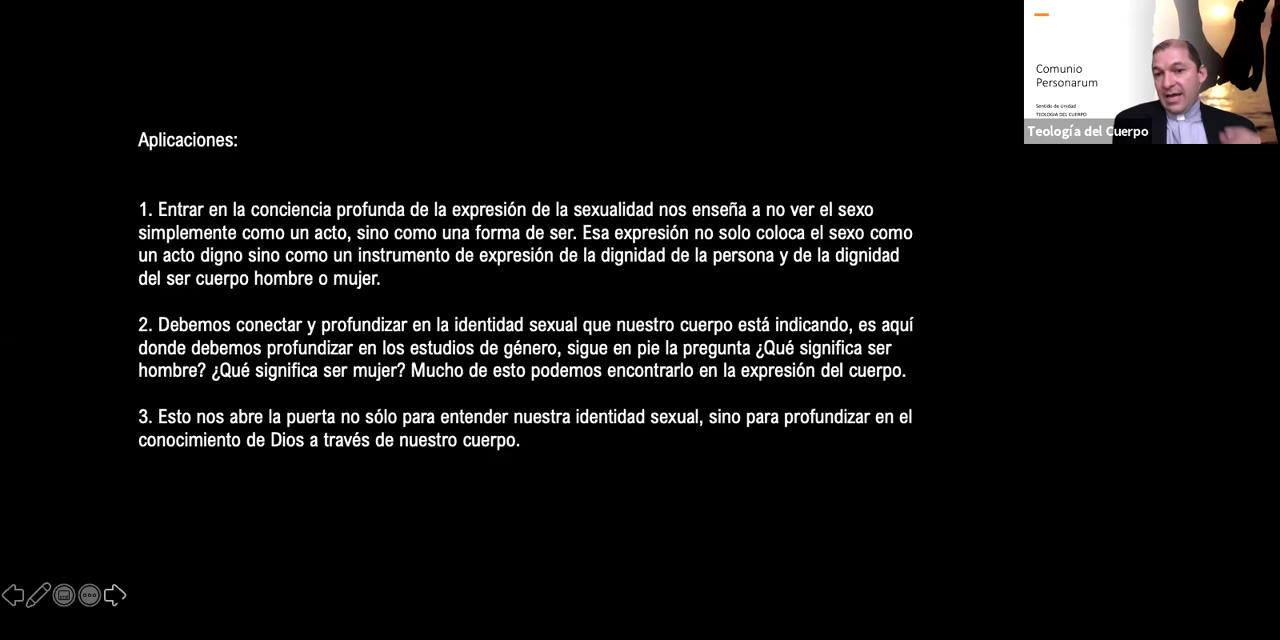 Aplicaciones:
1. Entrar en la conciencia profunda de la expresión de la sexualidad nos enseña a no ver el sexo
simplemente como un acto, sino como una forma de ser. Esa expresión no solo coloca el sexo como
un acto digno sino como un instrumento de expresión de la dignidad de la persona y de la dignidad
del ser cuerpo hombre o mujer.
2. Debemos conectar y profundizar en la identidad sexual que nuestro cuerpo está indicando, es aquí
donde debemos profundizar en los estudios de género, sigue en pie la pregunta ¿Qué significa ser
hombre? ¿Qué significa ser mujer? Mucho de esto podemos encontrarlo en la expresión del cuerpo.
3. Esto nos abre la puerta no sólo para entender nuestra identidad sexual, sino para profundizar en el
conocimiento de Dios a través de nuestro cuerpo.
Comunio
Personarum
Sentido de Unidad
TEOLOGIA DEL CUERPO
Teología del Cuerpo